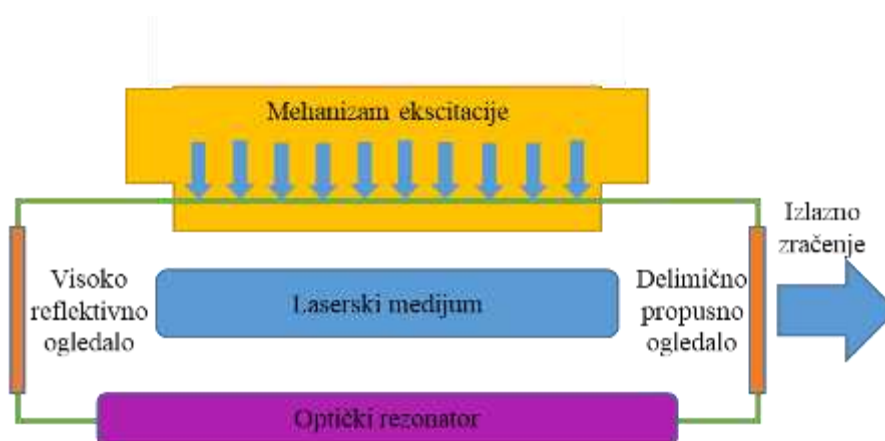 Mehanizam ekscitacije
Izlazno
zračenje
Visoko
reflektivno
ogledalo
Laserski medijum
Delimično
propusno
ogledalo
Optički rezonator